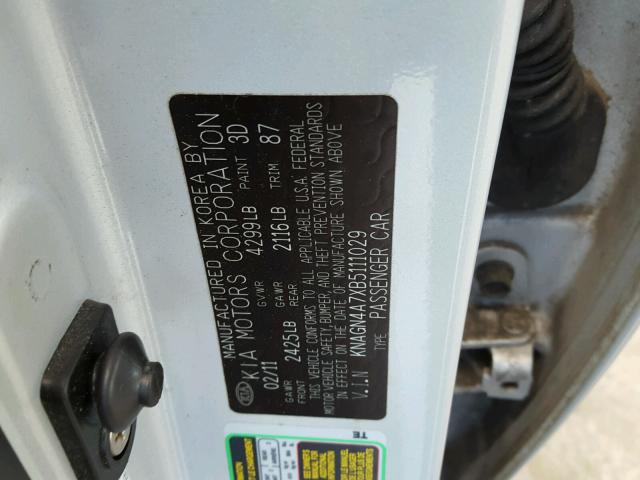 MANUFACTURED IN KOREA BY
KIA KIA MOTORS CORPORATION
02/11 GVWR 4299LB PAINT 3D
GAWR FRONT 2425LB GAWR REAR 2116LB TRIM 87
THIS VEHICLE CONFORMS TO ALL APPLICABLE U.S.A. FEDERAL
MOTOR VEHICLE SAFETY,BUMPER, AND THEFT PREVENTION STANDARDS
IN EFFECT ON THE DATE OF MANUFACTURE SHOWN ABOVE
V.I.N KNAGN4A7XB5111029
TYPE PASSENGER CAR
TE